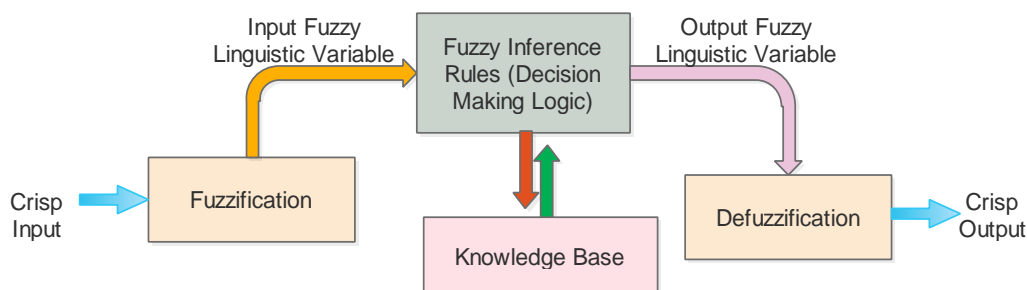 Input Fuzzy
Linguistic Variable
Fuzzy Inference
Rules (Decision
Making Logic)
Output Fuzzy
Linguistic Variable
Crisp
Input
Fuzzification
Knowledge Base
Defuzzification
Crisp
Output